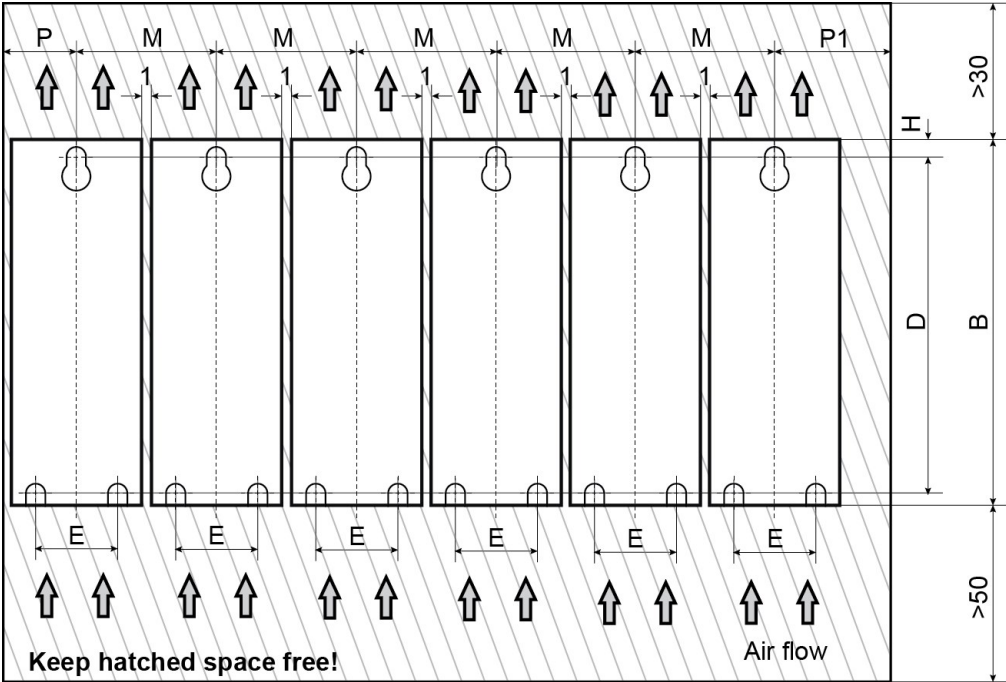 P M M M M M P1
1 1 1 1 1
>30
H
D
B
E E E E E E
>50
Keep hatched space free!
Air flow